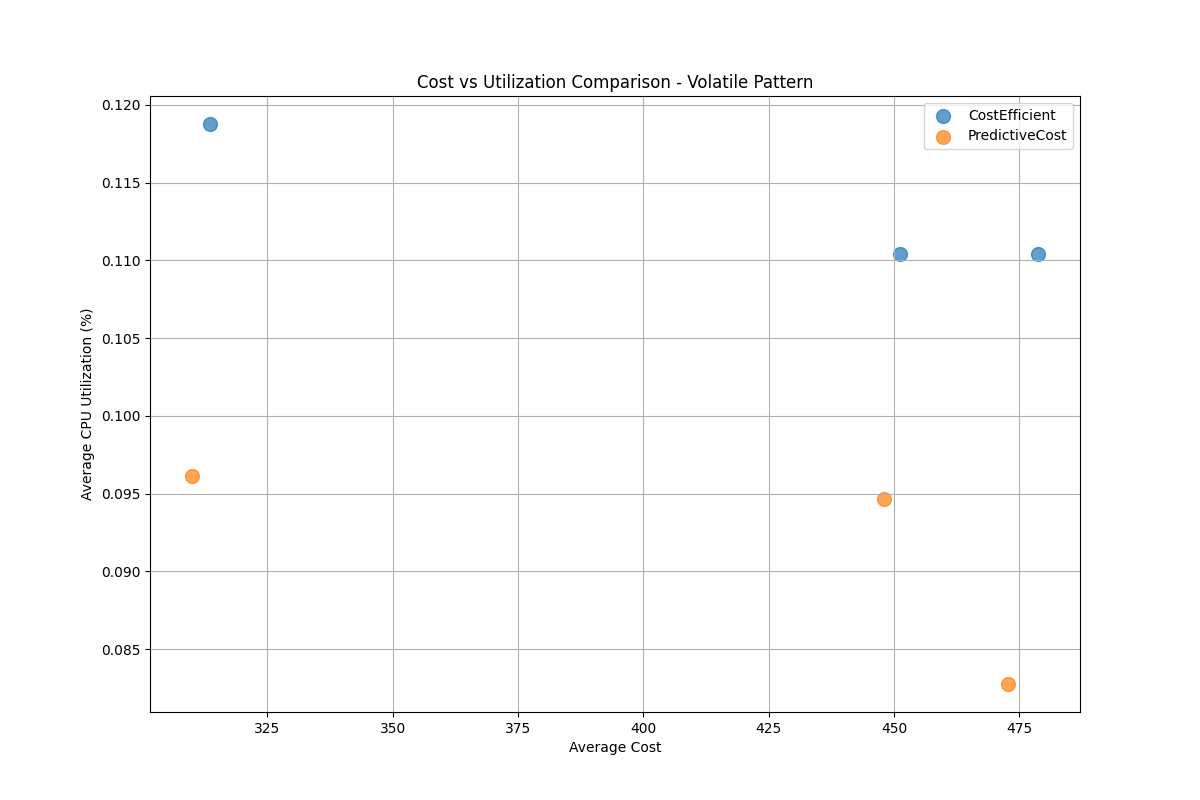 Cost vs Utilization Comparison - Volatile Pattern
CostEfficient
PredictiveCost
Average CPU Utilization (%)
0.120
0.115
0.110
0.105
0.100
0.095
0.090
0.085
325 350 375 400 425 450 475
Average Cost